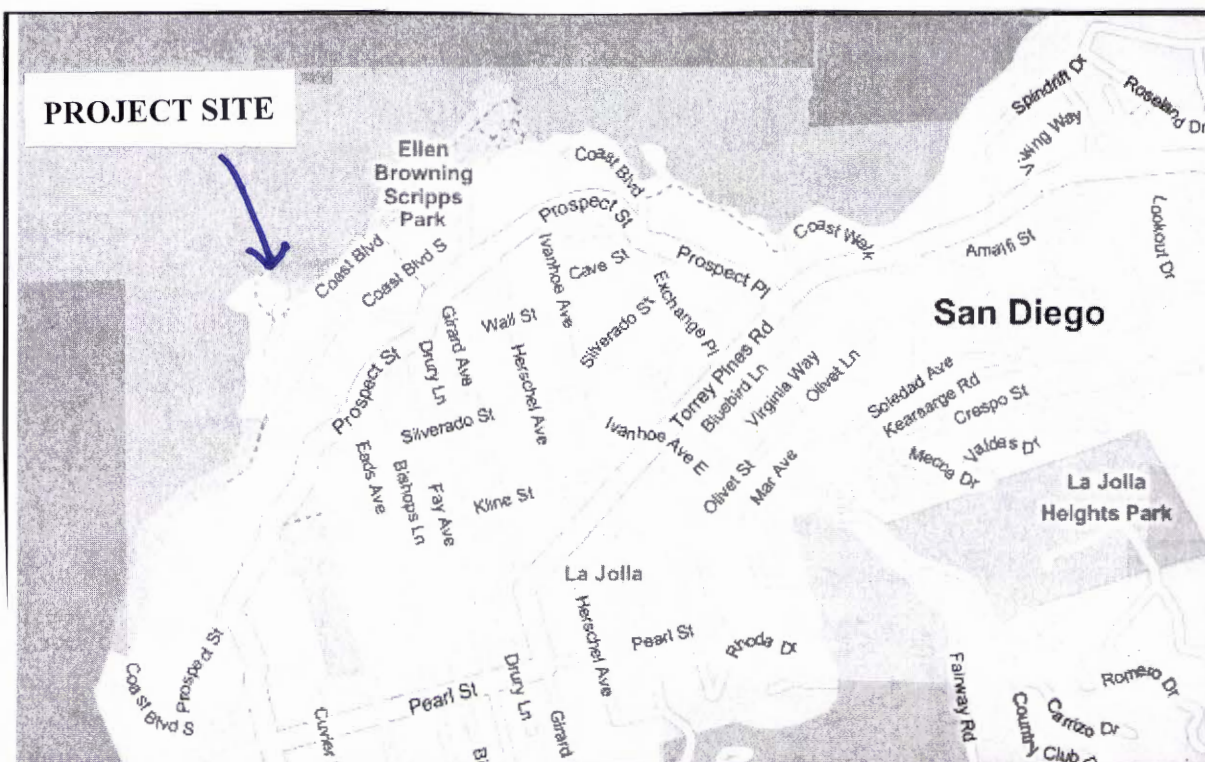 PROJECT SITE
Ellen
Browning
Scripps
Park
Coast Blvd
Coast Blvd S
Coast Blvd
Prospect St
Ivanhoe Ave
Cave St
Prospect Pl
Coast Walk
Spindrift Dr
Roseland Dr
Amalfi St
Lookout Dr
San Diego
Girard Ave
Drury Ln
Wall St
Herschel Ave
Silverado St
Exchange Pl
Torrey Pines Rd
Bluebird Ln
Virginia Way
Olivet Ln
Soledad Ave
Kearsarge Rd
Crespo St
Valdes Dr
Mecca Dr
La Jolla
Heights Park
Prospect St
Silverado St
Eads Ave
Bishops Ln
Fay Ave
Kline St
Ivanhoe Ave E
Olivet St
Mar Ave
La Jolla
Herschel Ave
Pearl St
Rhoda Dr
Prospect St
Coast Blvd S
Cuvier
Pearl St
Drury Ln
Girard
Fairway Rd
Country
Club
Carrizo Dr
Romero Dr